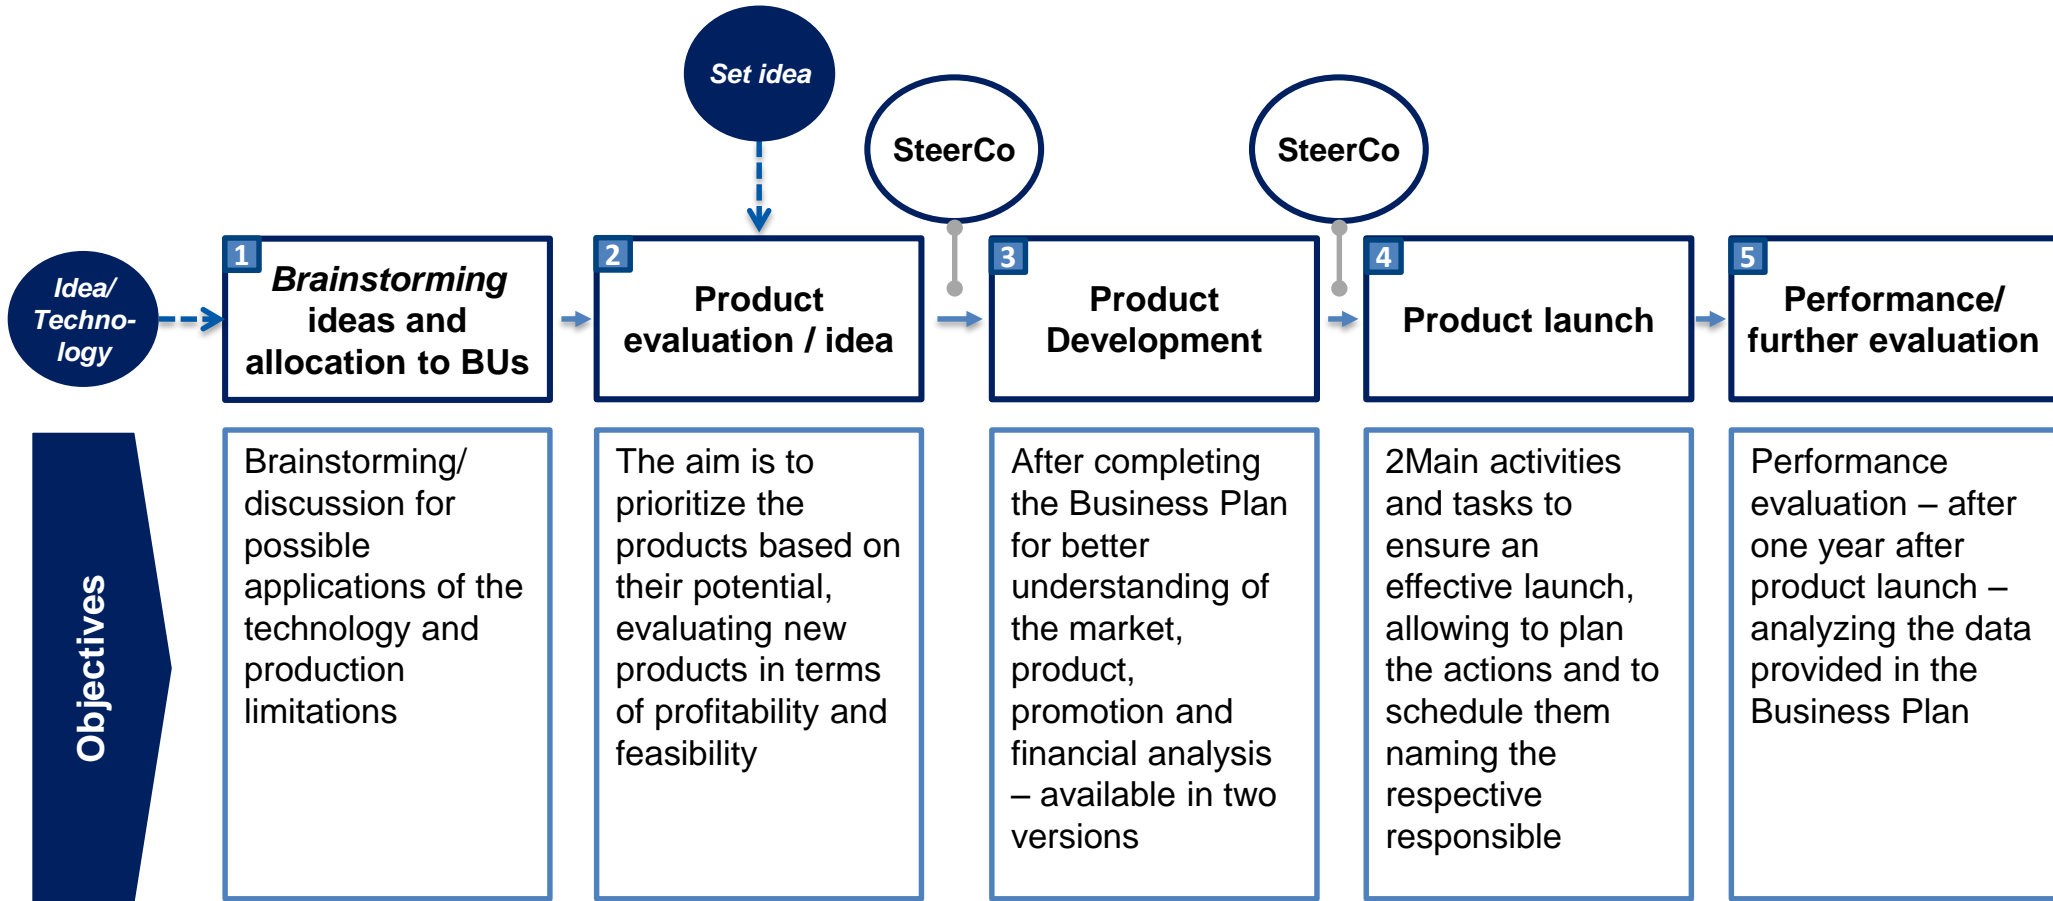 Set idea
SteerCo
SteerCo
Idea/
Techno-
logy
1
Brainstorming
ideas and
allocation to BUs
2
Product
evaluation / idea
3
Product
Development
4
Product launch
5
Performance/
further evaluation
Objectives
Brainstorming/
discussion for
possible
applications of the
technology and
production
limitations
The aim is to
prioritize the
products based on
their potential,
evaluating new
products in terms
of profitability and
feasibility
After completing
the Business Plan
for better
understanding of
the market,
product,
promotion and
financial analysis
– available in two
versions
2Main activities
and tasks to
ensure an
effective launch,
allowing to plan
the actions and to
schedule them
naming the
respective
responsible
Performance
evaluation – after
one year after
product launch –
analyzing the data
provided in the
Business Plan